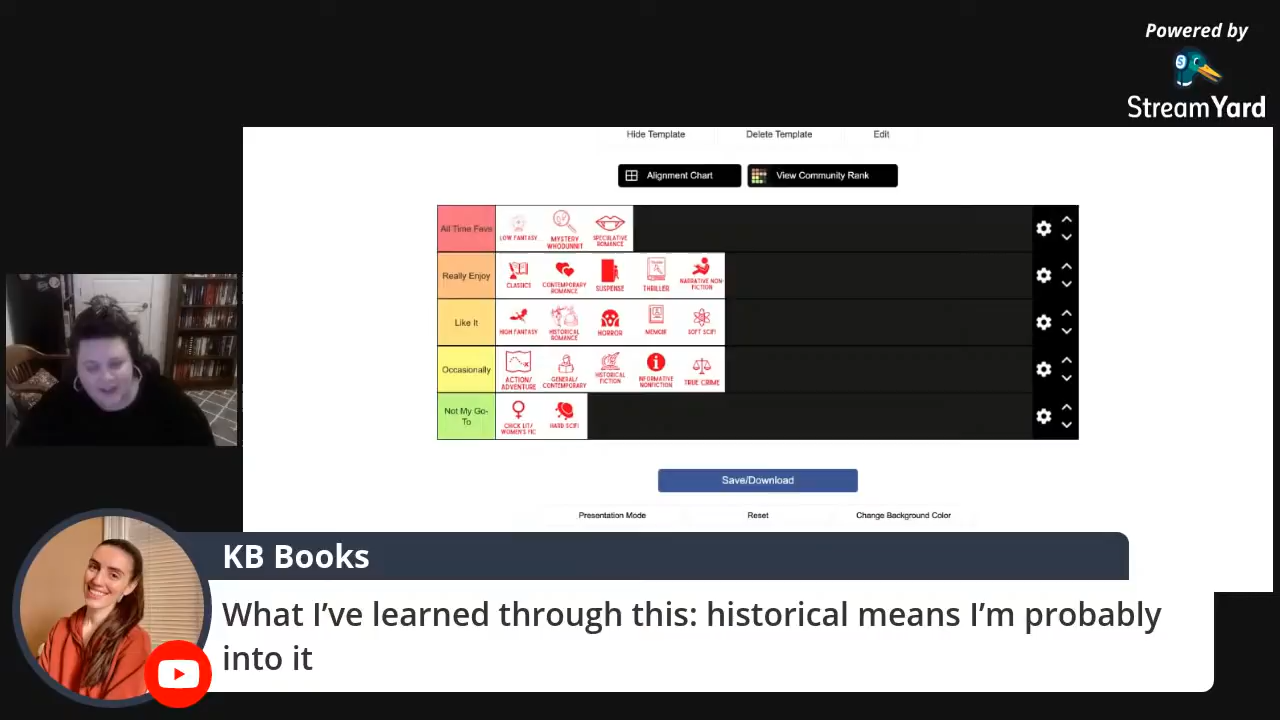 Powered by
StreamYard
Hide Template
Delete Template
Edit
Alignment Chart
View Community Rank
All Time Favs
LOW FANTASY
MYSTERY
WHODUNNIT
SPECULATIVE
ROMANCE
Really Enjoy
CLASSICS
CONTEMPORARY
ROMANCE
SUSPENSE
THRILLER
NARRATIVE NON
FICTION
Like It
HIGH FANTASY
HISTORICAL
ROMANCE
HORROR
MEMOIR
SOFT SCIFI
Occasionally
ACTION/
ADVENTURE
GENERAL/
CONTEMPORARY
HISTORICAL
FICTION
INFORMATIVE
NONFICTION
TRUE CRIME
Not My Go-
To
CHICK LIT/
WOMEN'S FIC
HARD SCIFI
Save/Download
Presentation Mode
Reset
Change Background Color
KB Books
What I’ve learned through this: historical means I’m probably
into it